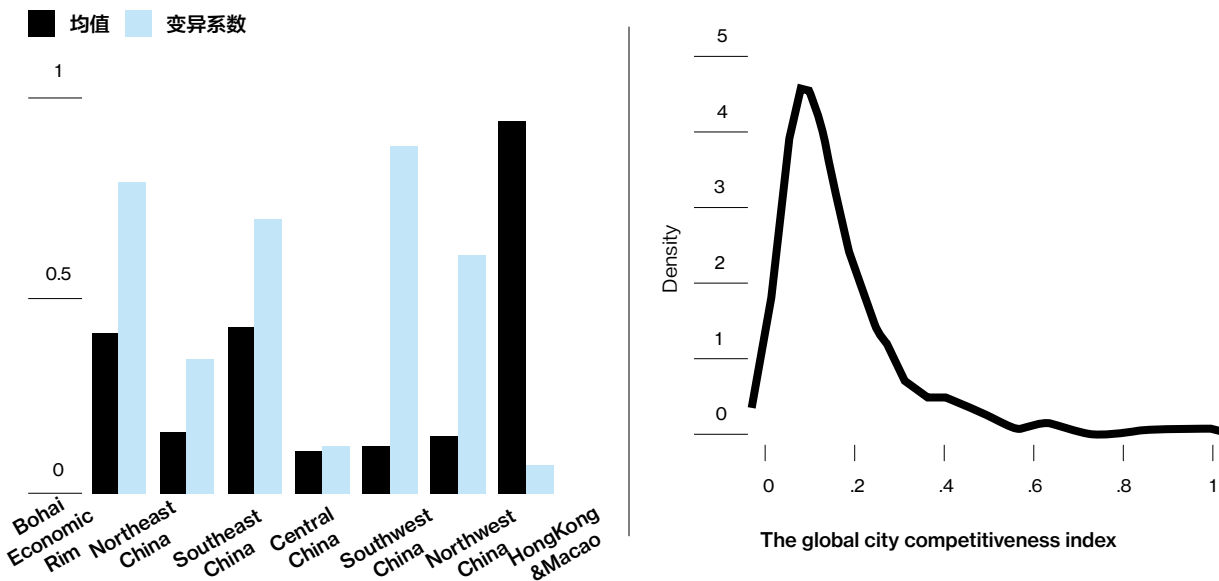 均值 变异系数
1
0.5
0
Bohai
Economic
Rim
Northeast
China
Southeast
China
Central
China
Southwest
China
Northwest
China
HongKong
&Macao
5
4
3
2
1
0
Density
0 .2 .4 .6 .8 1
The global city competitiveness index